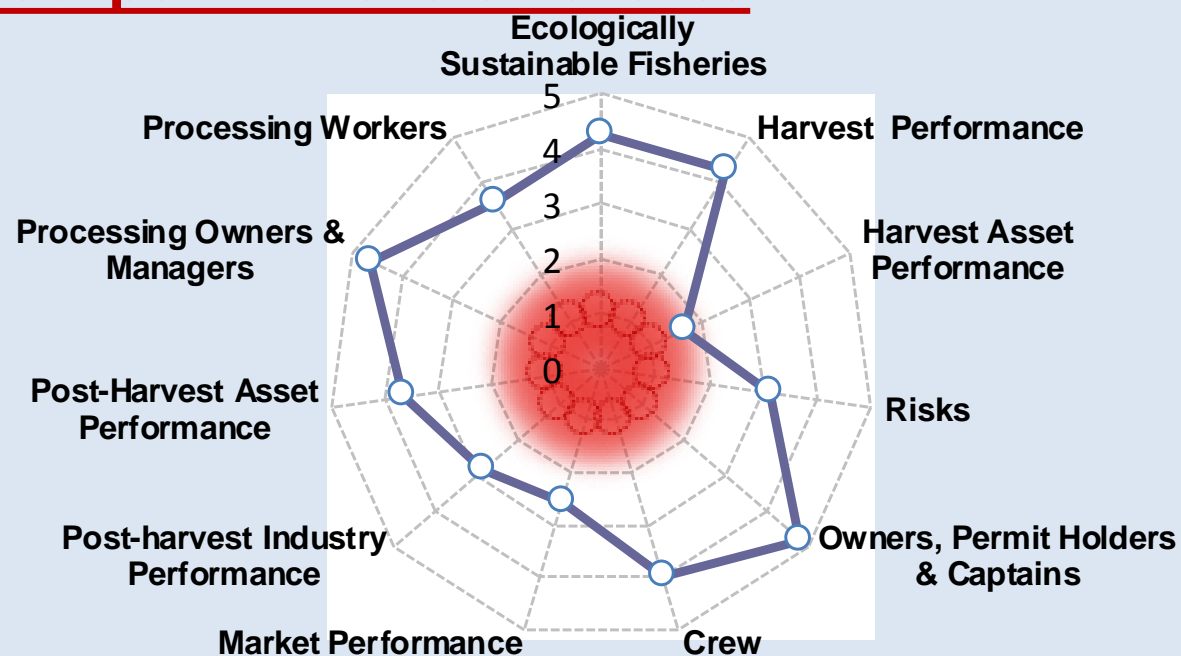 Ecologically
Sustainable Fisheries
Processing Workers
Harvest Performance
Processing Owners &
Managers
Harvest Asset
Performance
Post-Harvest Asset
Performance
Risks
Post-harvest Industry
Performance
Owners, Permit Holders
& Captains
Market Performance
Crew
5
4
3
2
1
0